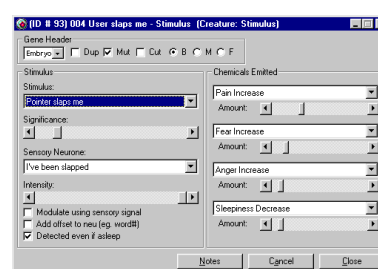 (ID # 93) 004 User slaps me - Stimulus (Creature: Stimulus)
Gene Header
Embryo Dup Mut Cut B M F
Stimulus
Stimulus:
Pointer slaps me
Significance:
Sensory Neurone:
I've been slapped
Intensity:
Modulate using sensory signal
Add offset to neu (eg. word#)
Detected even if asleep
Chemicals Emitted
Pain Increase
Amount:
Fear Increase
Amount:
Anger Increase
Amount:
Sleepiness Decrease
Amount:
Notes Cancel Close